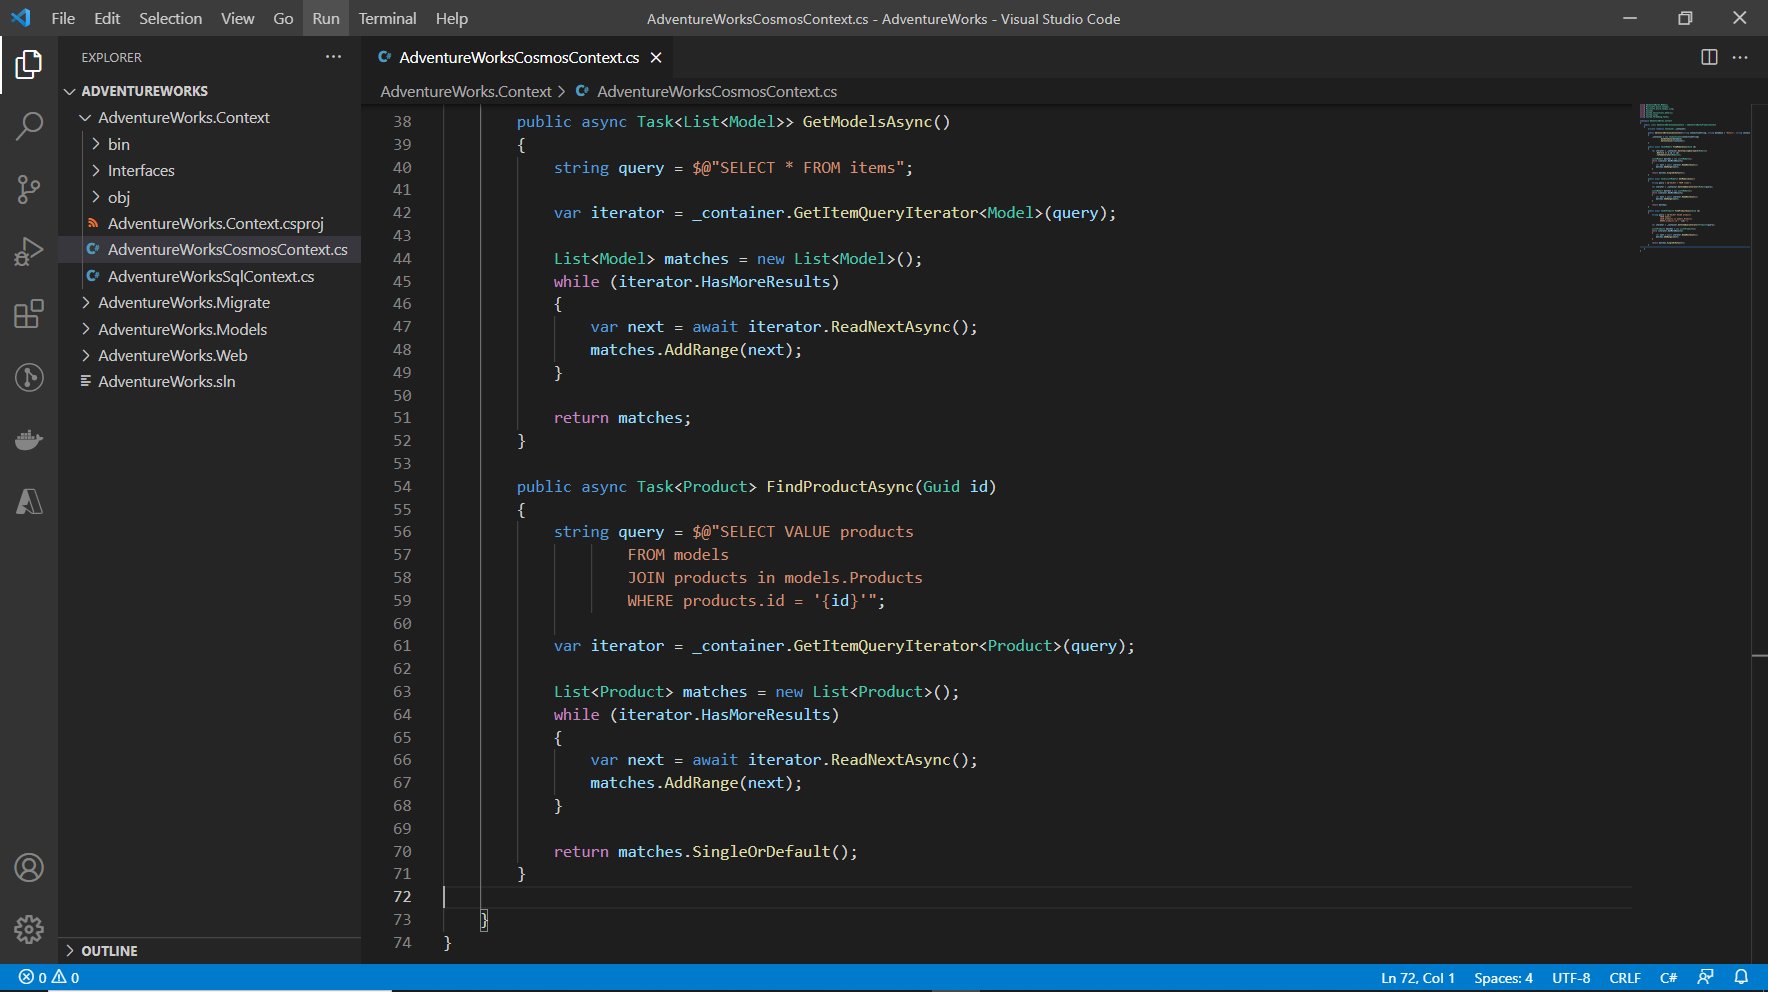 File Edit Selection View Go Run Terminal Help
AdventureWorksCosmosContext.cs - AdventureWorks - Visual Studio Code
EXPLORER
ADVENTUREWORKS
AdventureWorks.Context
bin
Interfaces
obj
AdventureWorks.Context.csproj
AdventureWorksCosmosContext.cs
AdventureWorksSqlContext.cs
AdventureWorks.Migrate
AdventureWorks.Models
AdventureWorks.Web
AdventureWorks.sln
OUTLINE
AdventureWorksCosmosContext.cs
AdventureWorks.Context > AdventureWorksCosmosContext.cs
38 public async Task<List<Model>> GetModelsAsync()
39 {
40 string query = $@"SELECT * FROM items";
41
42 var iterator = _container.GetItemQueryIterator<Model>(query);
43
44 List<Model> matches = new List<Model>();
45 while (iterator.HasMoreResults)
46 {
47 var next = await iterator.ReadNextAsync();
48 matches.AddRange(next);
49 }
50
51 return matches;
52 }
53
54 public async Task<Product> FindProductAsync(Guid id)
55 {
56 string query = $@"SELECT VALUE products
57 FROM models
58 JOIN products in models.Products
59 WHERE products.id = '{id}'";
60
61 var iterator = _container.GetItemQueryIterator<Product>(query);
62
63 List<Product> matches = new List<Product>();
64 while (iterator.HasMoreResults)
65 {
66 var next = await iterator.ReadNextAsync();
67 matches.AddRange(next);
68 }
69
70 return matches.SingleOrDefault();
71 }
72
73 }
74 }
0 0
Ln 72, Col 1 Spaces: 4 UTF-8 CRLF C#